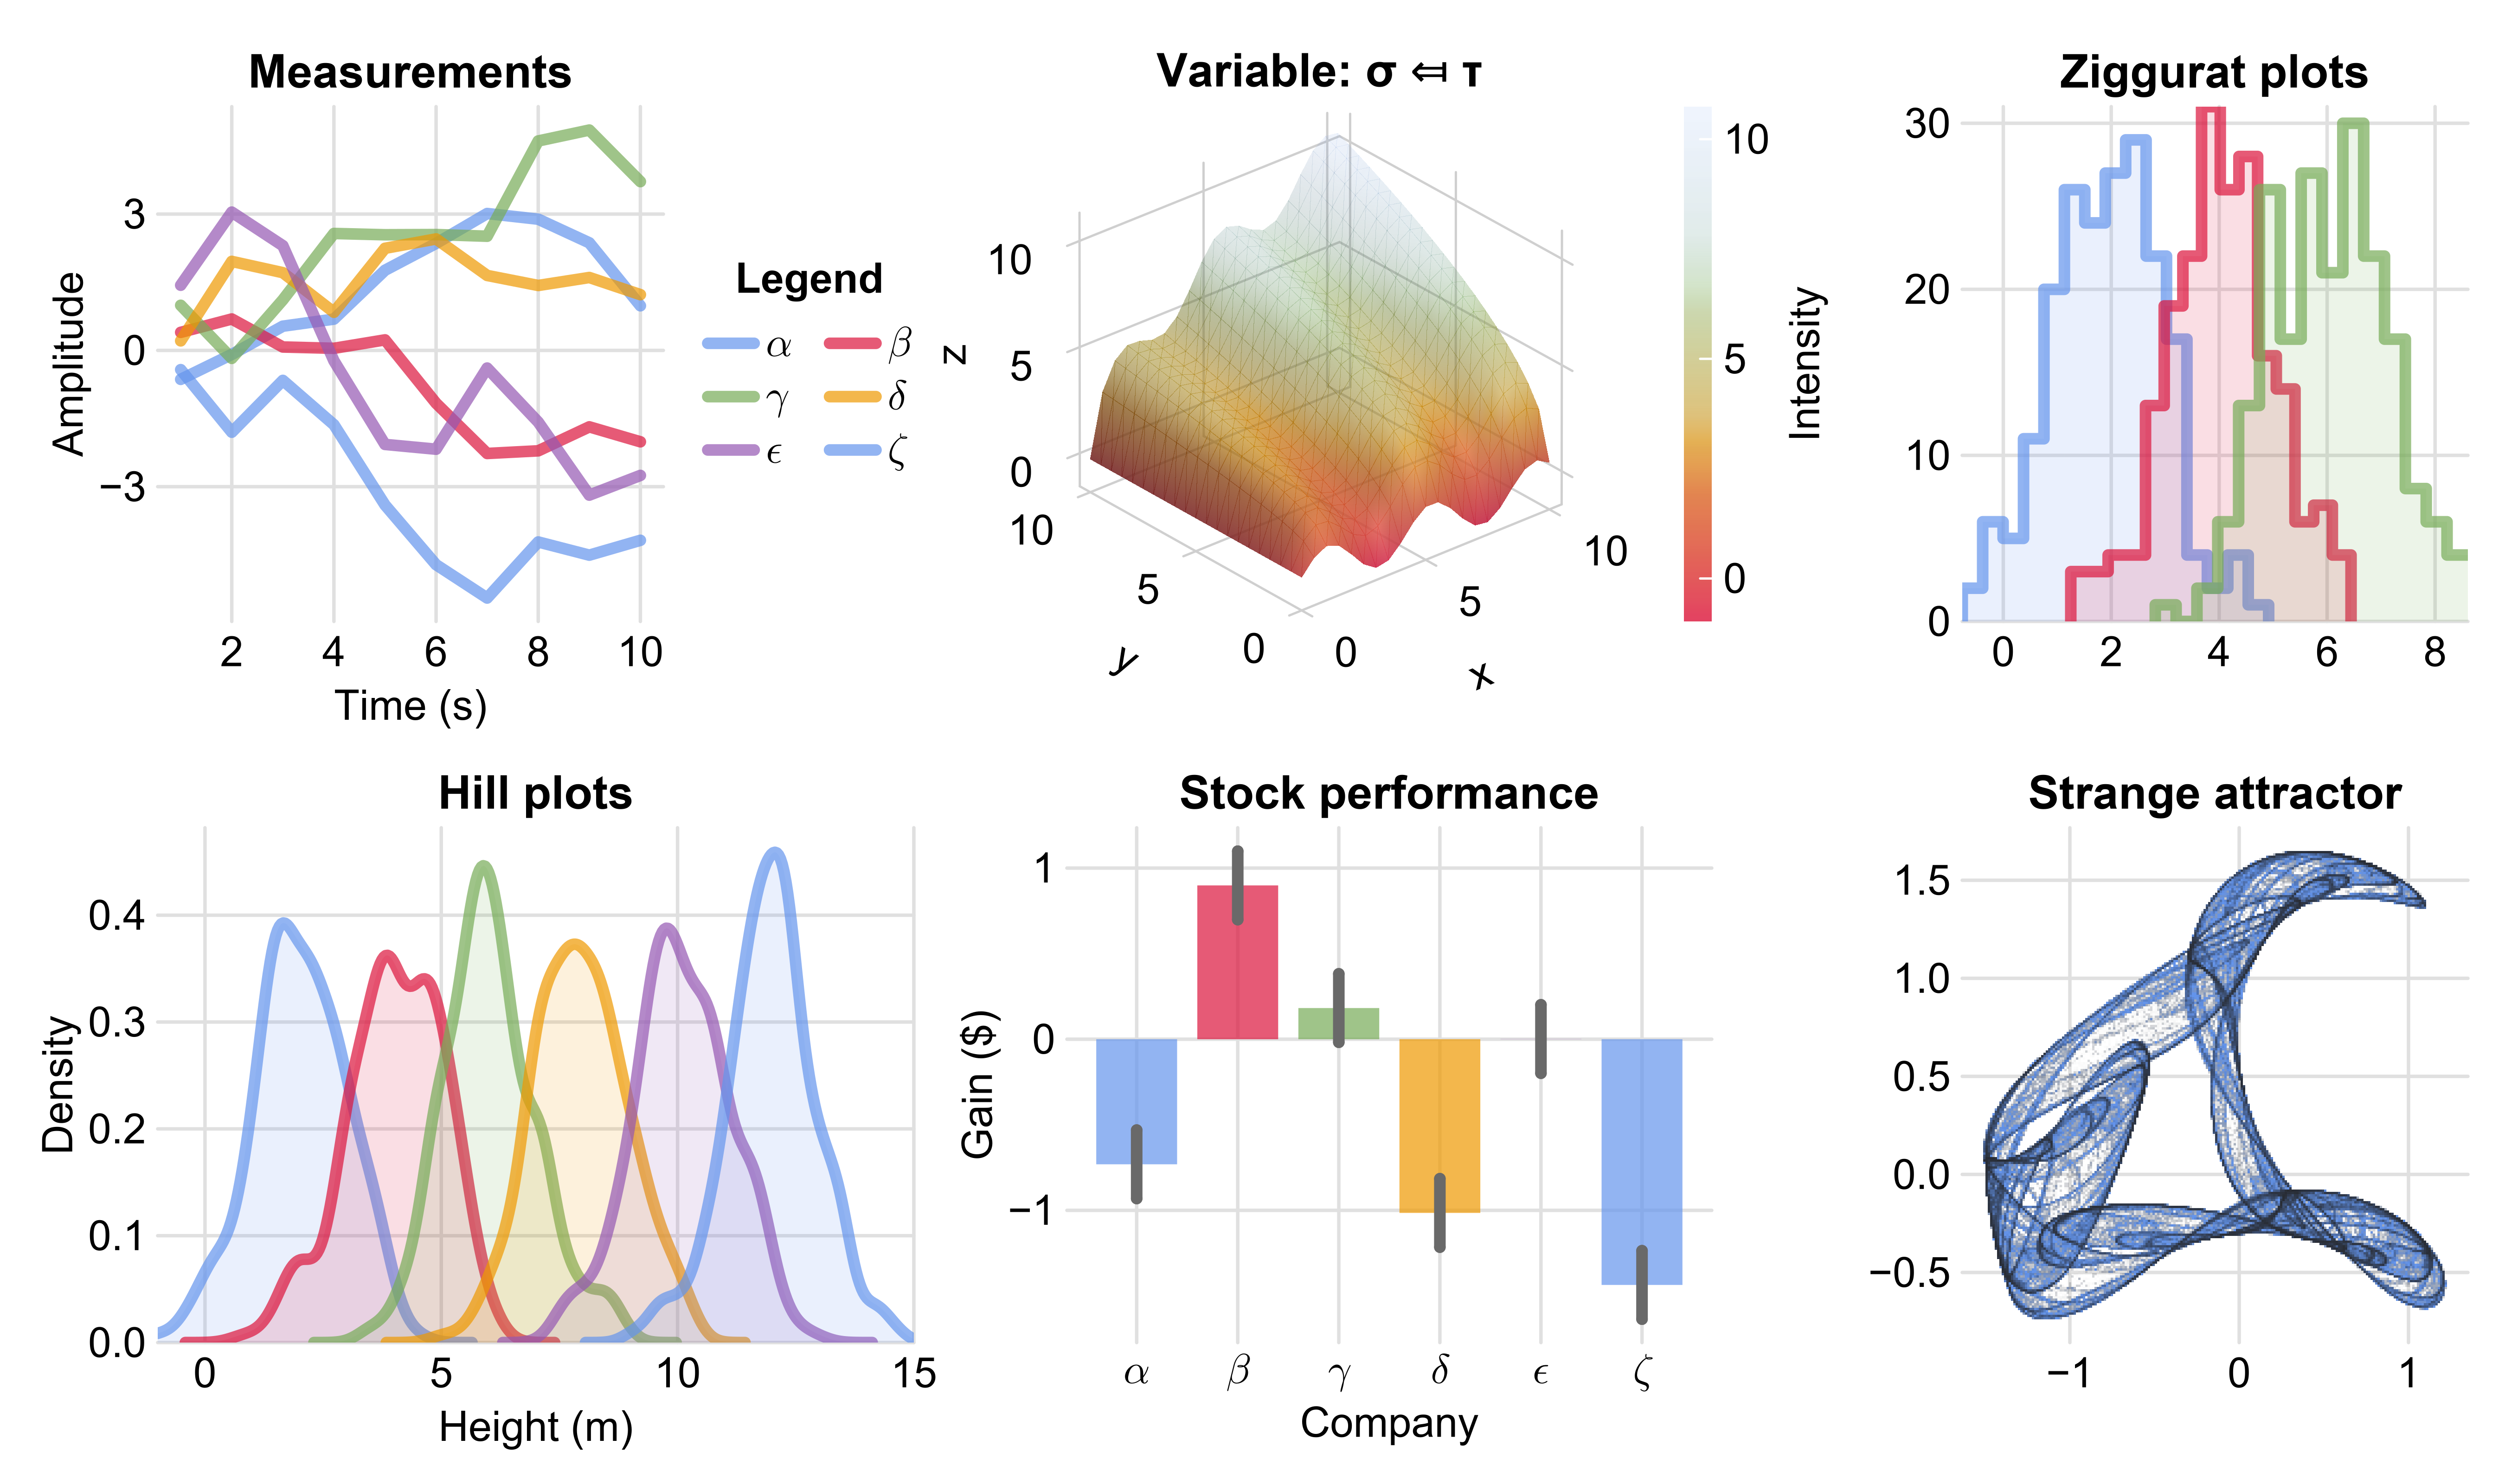 Measurements
Amplitude
3
0
−3
2 4 6 8 10
Time (s)
Legend
α β
γ δ
ϵ ζ
Variable: σ ⤆ τ
z
10
5
0
10
5
0
y
0
5
10
x
10
5
0
Intensity
Ziggurat plots
30
20
10
0
0 2 4 6 8
Hill plots
Density
0.4
0.3
0.2
0.1
0.0
0 5 10 15
Height (m)
Stock performance
Gain ($)
1
0
−1
α β γ δ ϵ ζ
Company
Strange attractor
1.5
1.0
0.5
0.0
−0.5
−1 0 1